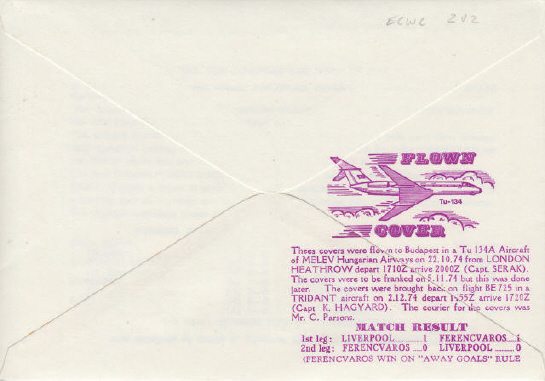 ECWC 202
FLOWN
Tu-134
COVER
These covers were flown to Budapest in a Tu 134A Aircraft
of MELEV Hungarian Airways on 22.10.74 from LONDON
HEATHROW depart 1710Z arrive 2000Z (Capt. SERAK).
The covers were to be franked on 5.11.74 but this was done
later. The covers were brought back on flight BE 725 in a
TRIDANT aircraft on 2.12.74 depart 1455Z arrive 1720Z
(Capt K. HAGYARD). The courier for the covers was
Mr. C. Parsons.
MATCH RESULT
1st leg: LIVERPOOL.........1 FERENCVAROS...1
2nd leg: FERENCVAROS ....0 LIVERPOOL ........0
(FERENCVAROS WIN ON "AWAY GOALS" RULE